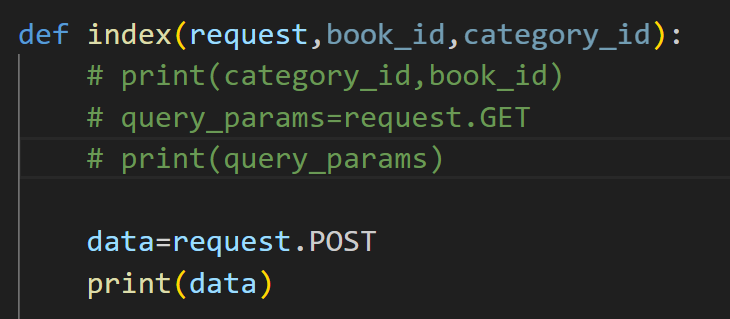 def index(request,book_id,category_id):
    # print(category_id,book_id)
    # query_params=request.GET
    # print(query_params)
    data=request.POST
    print(data)